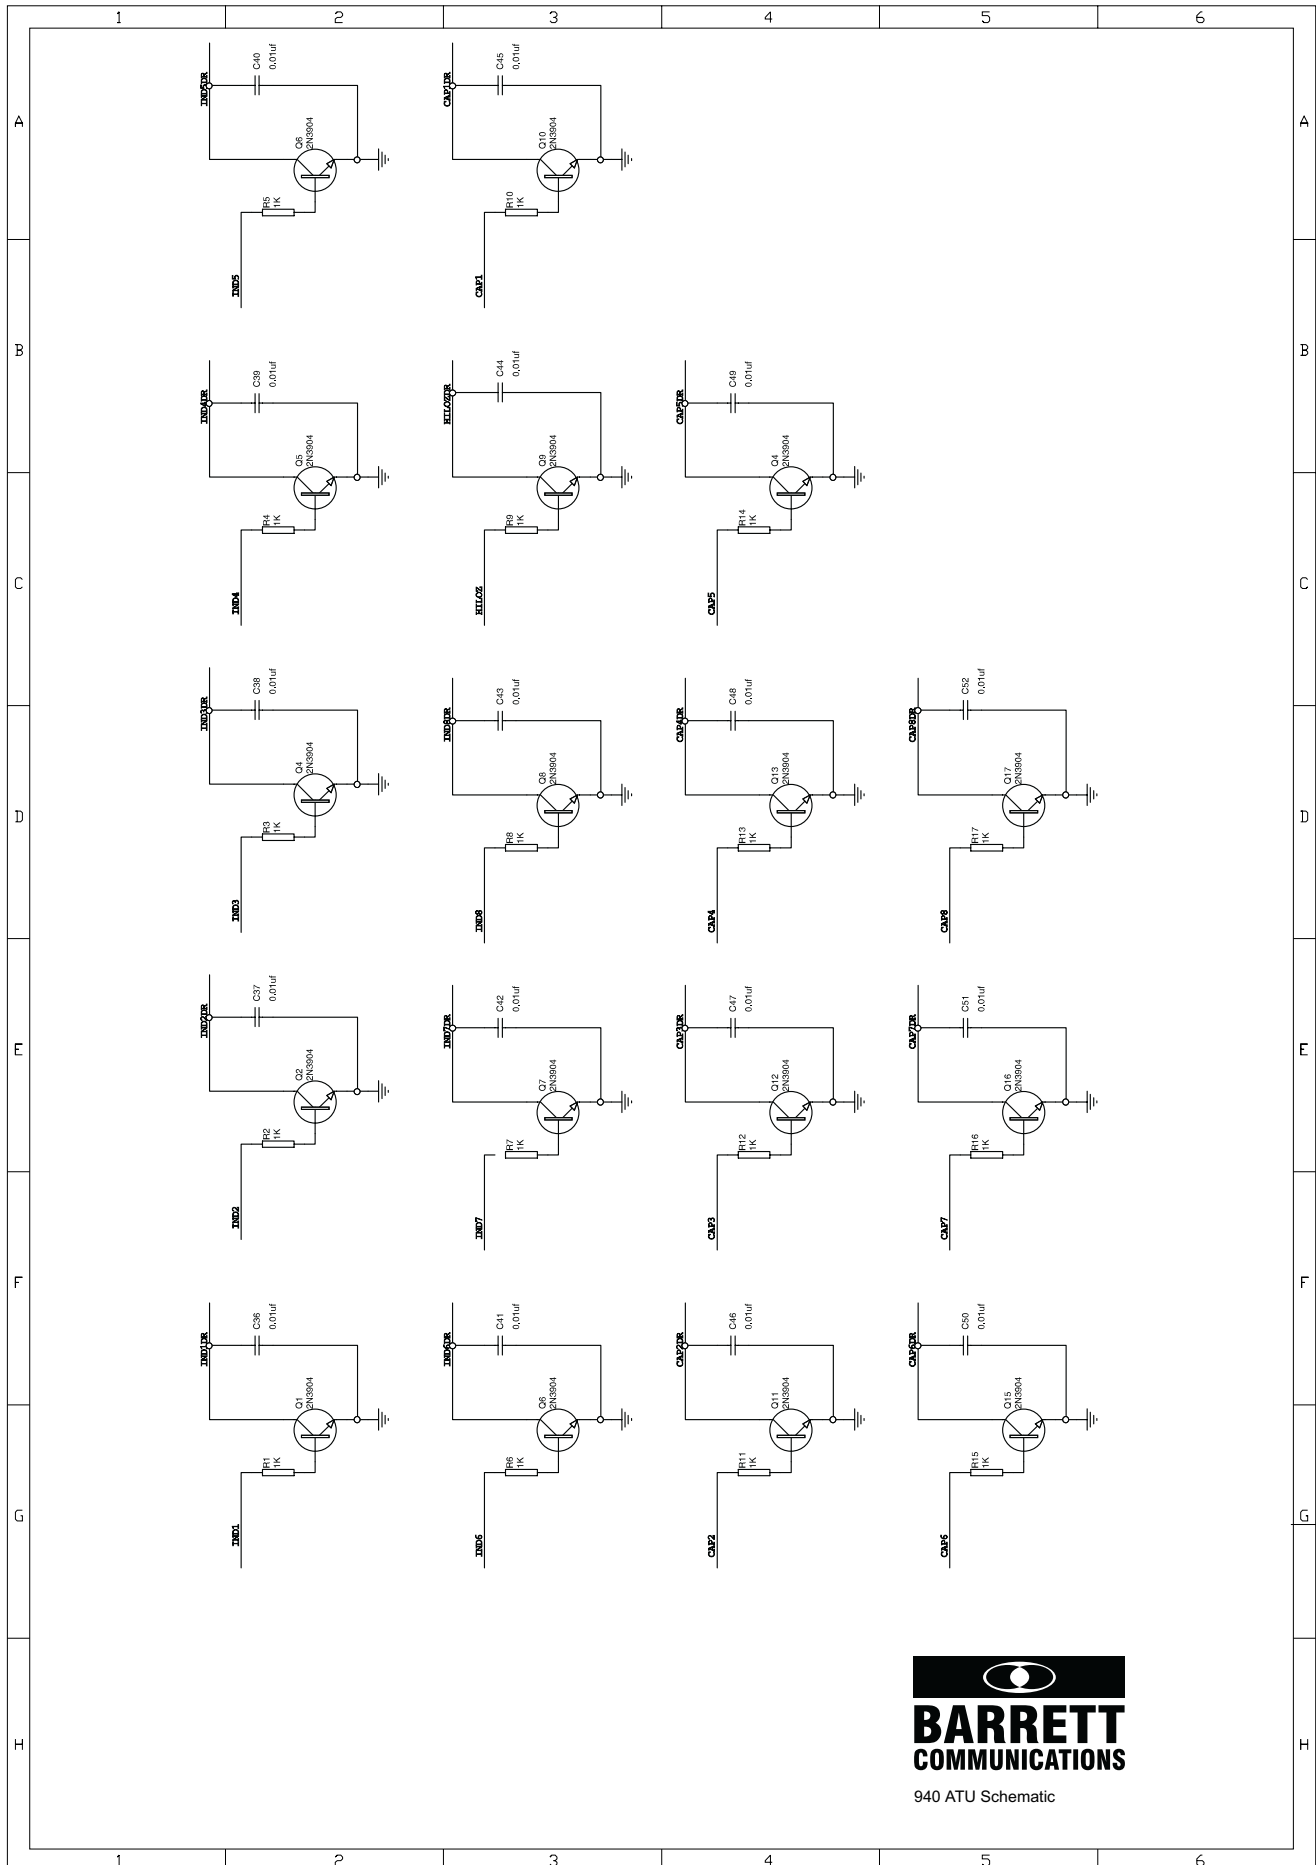 1 2 3 4 5 6
A A
IND5DR
C40
0.01uf
Q6
2N3904
R5
1K
IND5
CAP1DR
C45
0.01uf
Q10
2N3904
R10
1K
CAP1
B B
IND4DR
C39
0.01uf
Q5
2N3904
R4
1K
IND4
HILOZDR
C44
0.01uf
Q9
2N3904
R9
1K
HILOZ
CAP5DR
C49
0.01uf
Q4
2N3904
R14
1K
CAP5
C C
IND3DR
C38
0.01uf
Q4
2N3904
R3
1K
IND3
IND8DR
C43
0.01uf
Q8
2N3904
R8
1K
IND8
CAP4DR
C48
0.01uf
Q13
2N3904
R13
1K
CAP4
CAP8DR
C52
0.01uf
Q17
2N3904
R17
1K
CAP8
D D
IND2DR
C37
0.01uf
Q2
2N3904
R2
1K
IND2
IND7DR
C42
0.01uf
Q7
2N3904
R7
1K
IND7
CAP3DR
C47
0.01uf
Q12
2N3904
R12
1K
CAP3
CAP7DR
C51
0.01uf
Q16
2N3904
R16
1K
CAP7
E E
F F
IND1DR
C36
0.01uf
Q1
2N3904
R1
1K
IND1
IND6DR
C41
0.01uf
Q6
2N3904
R6
1K
IND6
CAP2DR
C46
0.01uf
Q11
2N3904
R11
1K
CAP2
CAP6DR
C50
0.01uf
Q15
2N3904
R15
1K
CAP6
G G
H H
BARRETT
COMMUNICATIONS
940 ATU Schematic
1 2 3 4 5 6